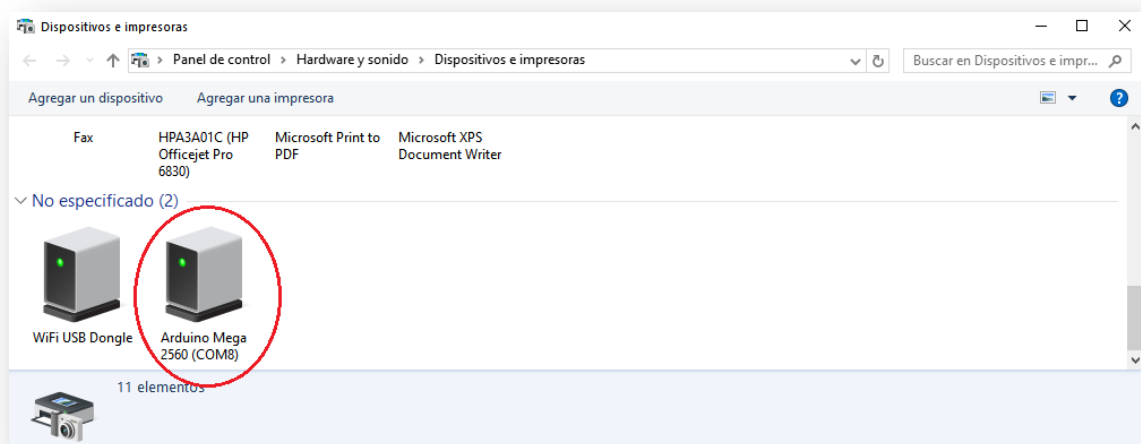 Dispositivos e impresoras
Panel de control > Hardware y sonido > Dispositivos e impresoras
Buscar en Dispositivos e impr...
Agregar un dispositivo Agregar una impresora
?
Fax
HPA3A01C (HP
Officejet Pro
6830)
Microsoft Print to
PDF
Microsoft XPS
Document Writer
No especificado (2)
WiFi USB Dongle
Arduino Mega
2560 (COM8)
11 elementos